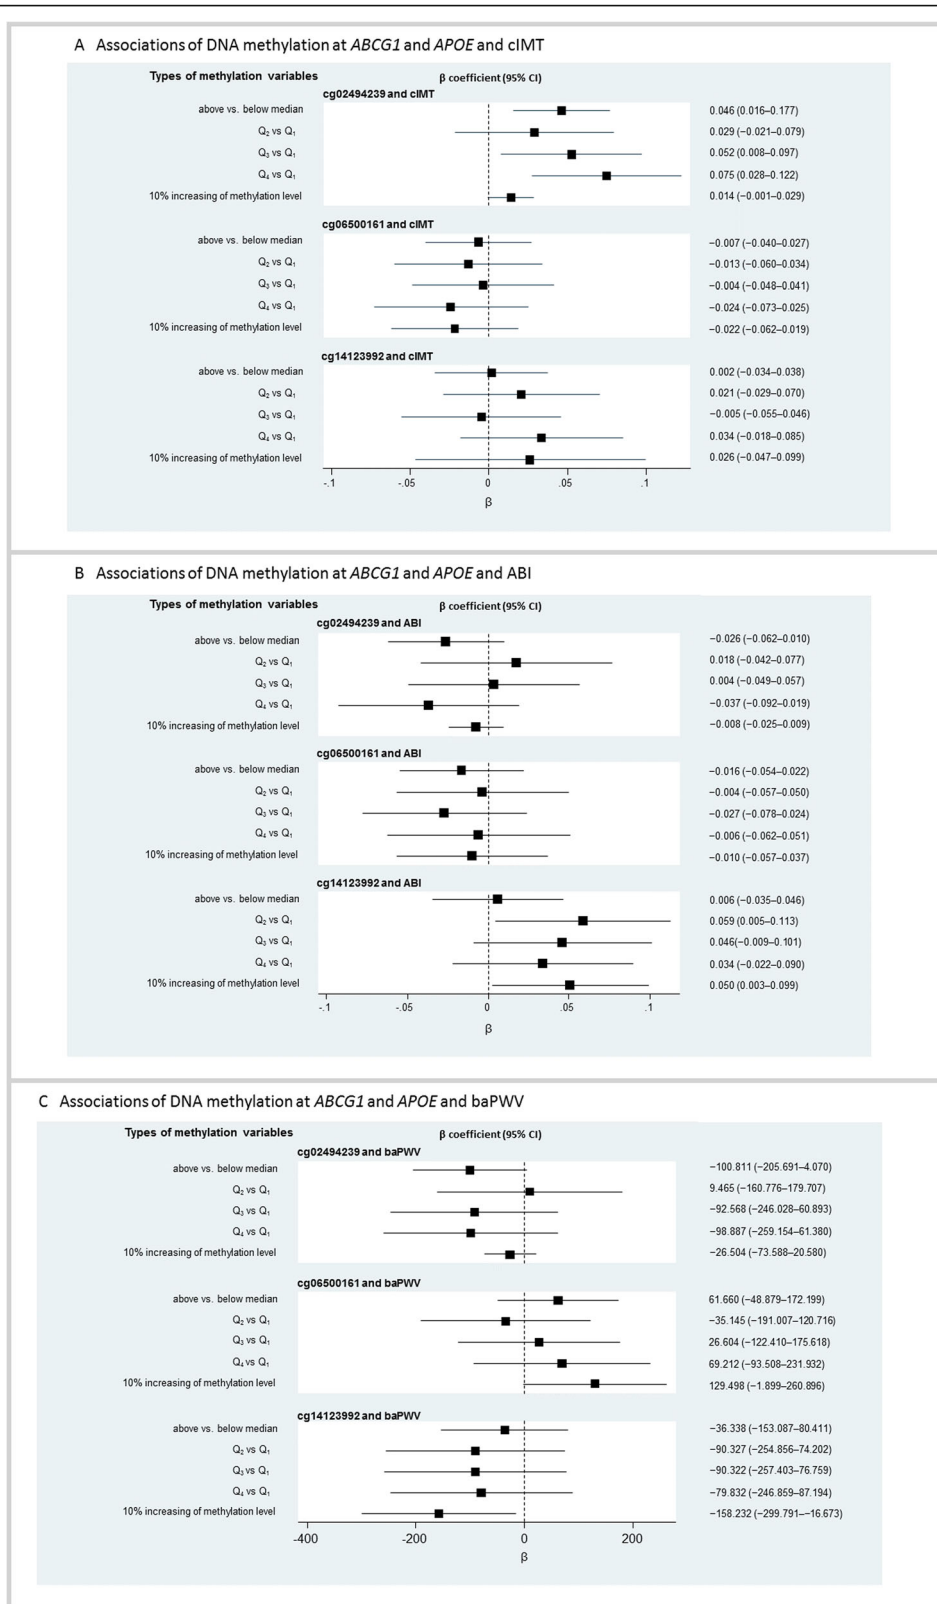 A Associations of DNA methylation at ABCG1 and APOE and cIMT
Types of methylation variables β coefficient (95% CI)
cg02494239 and cIMT
above vs. below median 0.046 (0.016–0.177)
Q2 vs Q1 0.029 (−0.021–0.079)
Q3 vs Q1 0.052 (0.008–0.097)
Q4 vs Q1 0.075 (0.028–0.122)
10% increasing of methylation level 0.014 (−0.001–0.029)
cg06500161 and cIMT
above vs. below median −0.007 (−0.040–0.027)
Q2 vs Q1 −0.013 (−0.060–0.034)
Q3 vs Q1 −0.004 (−0.048–0.041)
Q4 vs Q1 −0.024 (−0.073–0.025)
10% increasing of methylation level −0.022 (−0.062–0.019)
cg14123992 and cIMT
above vs. below median 0.002 (−0.034–0.038)
Q2 vs Q1 0.021 (−0.029–0.070)
Q3 vs Q1 −0.005 (−0.055–0.046)
Q4 vs Q1 0.034 (−0.018–0.085)
10% increasing of methylation level 0.026 (−0.047–0.099)
-.1 -.05 0 .05 .1
β
B Associations of DNA methylation at ABCG1 and APOE and ABI
Types of methylation variables β coefficient (95% CI)
cg02494239 and ABI
above vs. below median −0.026 (−0.062–0.010)
Q2 vs Q1 0.018 (−0.042–0.077)
Q3 vs Q1 0.004 (−0.049–0.057)
Q4 vs Q1 −0.037 (−0.092–0.019)
10% increasing of methylation level −0.008 (−0.025–0.009)
cg06500161 and ABI
above vs. below median −0.016 (−0.054–0.022)
Q2 vs Q1 −0.004 (−0.057–0.050)
Q3 vs Q1 −0.027 (−0.078–0.024)
Q4 vs Q1 −0.006 (−0.062–0.051)
10% increasing of methylation level −0.010 (−0.057–0.037)
cg14123992 and ABI
above vs. below median 0.006 (−0.035–0.046)
Q2 vs Q1 0.059 (0.005–0.113)
Q3 vs Q1 0.046(−0.009–0.101)
Q4 vs Q1 0.034 (−0.022–0.090)
10% increasing of methylation level 0.050 (0.003–0.099)
-.1 -.05 0 .05 .1
β
C Associations of DNA methylation at ABCG1 and APOE and baPWV
Types of methylation variables β coefficient (95% CI)
cg02494239 and baPWV
above vs. below median −100.811 (−205.691–4.070)
Q2 vs Q1 9.465 (−160.776–179.707)
Q3 vs Q1 −92.568 (−246.028–60.893)
Q4 vs Q1 −98.887 (−259.154–61.380)
10% increasing of methylation level −26.504 (−73.588–20.580)
cg06500161 and baPWV
above vs. below median 61.660 (−48.879–172.199)
Q2 vs Q1 −35.145 (−191.007–120.716)
Q3 vs Q1 26.604 (−122.410–175.618)
Q4 vs Q1 69.212 (−93.508–231.932)
10% increasing of methylation level 129.498 (−1.899–260.896)
cg14123992 and baPWV
above vs. below median −36.338 (−153.087–80.411)
Q2 vs Q1 −90.327 (−254.856–74.202)
Q3 vs Q1 −90.322 (−257.403–76.759)
Q4 vs Q1 −79.832 (−246.859–87.194)
10% increasing of methylation level −158.232 (−299.791–−16.673)
-400 -200 0 200
β